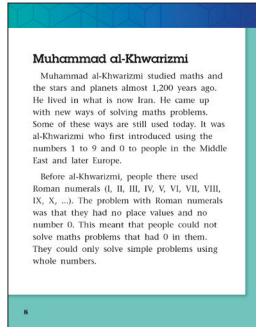 Muhammad al-Khwarizmi
Muhammad al-Khwarizmi studied maths and
the stars and planets almost 1,200 years ago.
He lived in what is now Iran. He came up
with new ways of solving maths problems.
Some of these ways are still used today. It was
al-Khwarizmi who first introduced using the
numbers 1 to 9 and 0 to people in the Middle
East and later Europe.
Before al-Khwarizmi, people there used
Roman numerals (I, II, III, IV, V, VI, VII, VIII,
IX, X, ...). The problem with Roman numerals
was that they had no place values and no
number 0. This meant that people could not
solve maths problems that had 0 in them.
They could only solve simple problems using
whole numbers.
8